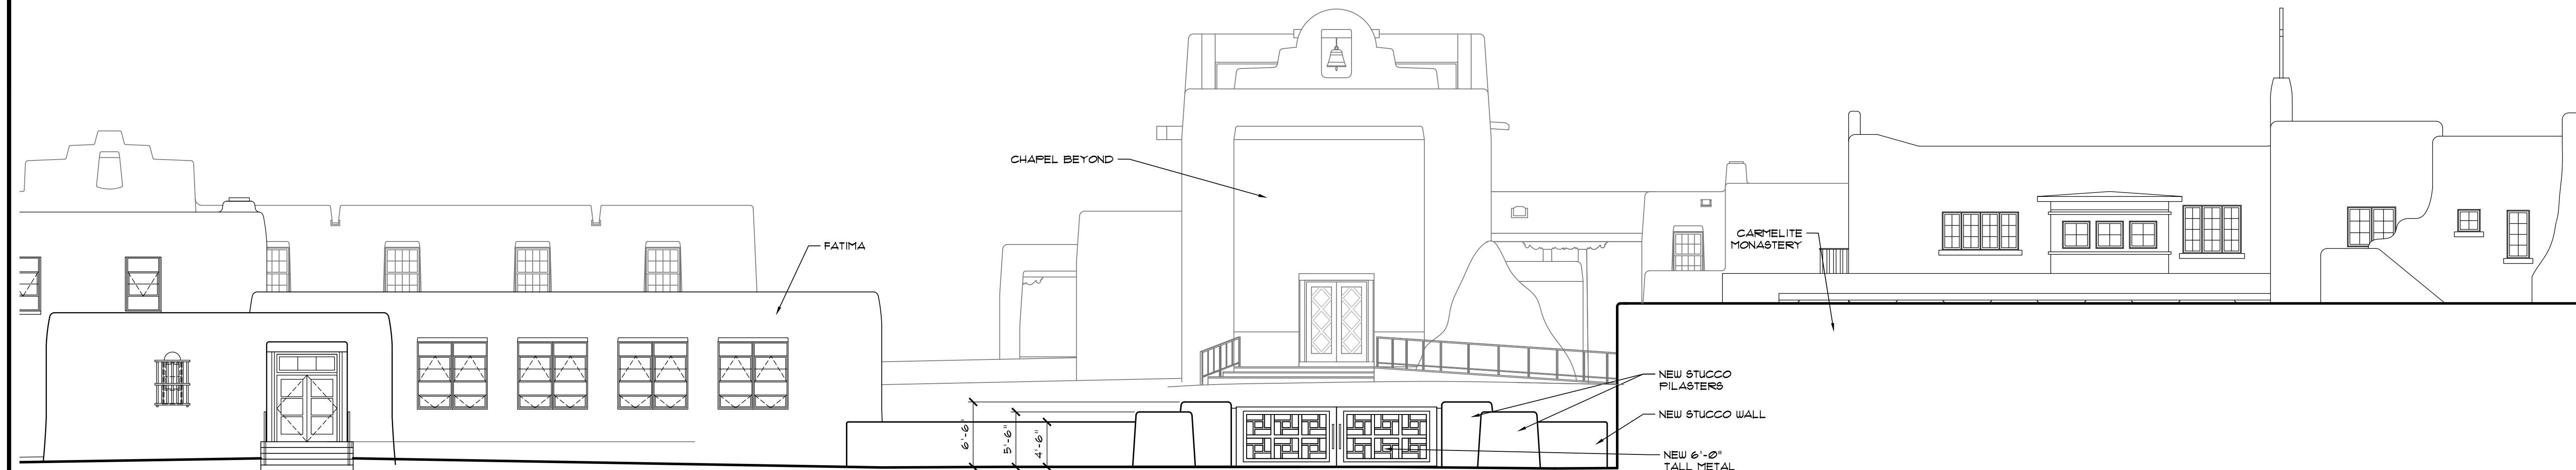 CHAPEL BEYOND
FATIMA
CARMELITE
MONASTERY
NEW STUCCO
PILASTERS
NEW STUCCO WALL
6'-6"
5'-6"
4'-6"
NEW 6'-0"
TALL METAL